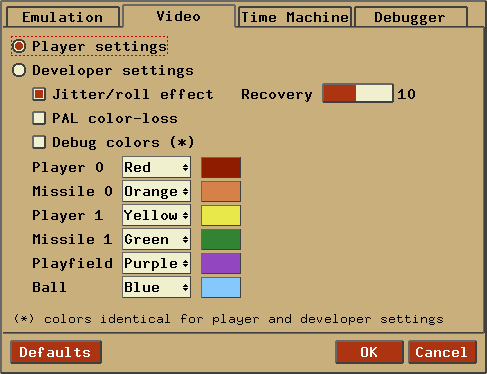 Emulation Video Time Machine Debugger
Player settings
Developer settings
Jitter/roll effect Recovery 10
PAL color-loss
Debug colors (*)
Player 0 Red
Missile 0 Orange
Player 1 Yellow
Missile 1 Green
Playfield Purple
Ball Blue
(*) colors identical for player and developer settings
Defaults OK Cancel